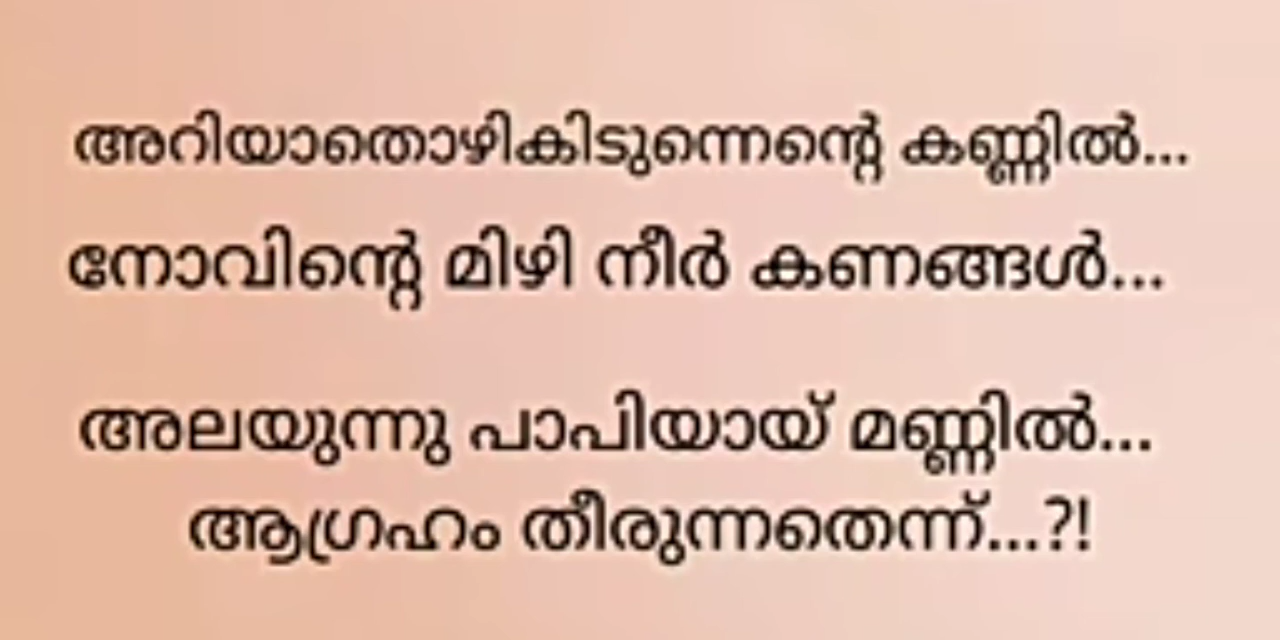 അറിയാതൊഴികിടുന്നെന്റെ കണ്ണിൽ...
നോവിന്റെ മിഴി നീർ കണങ്ങൾ...
അലയുന്നു പാപിയായ് മണ്ണിൽ...
ആഗ്രഹം തീരുന്നതെന്ന്...?!